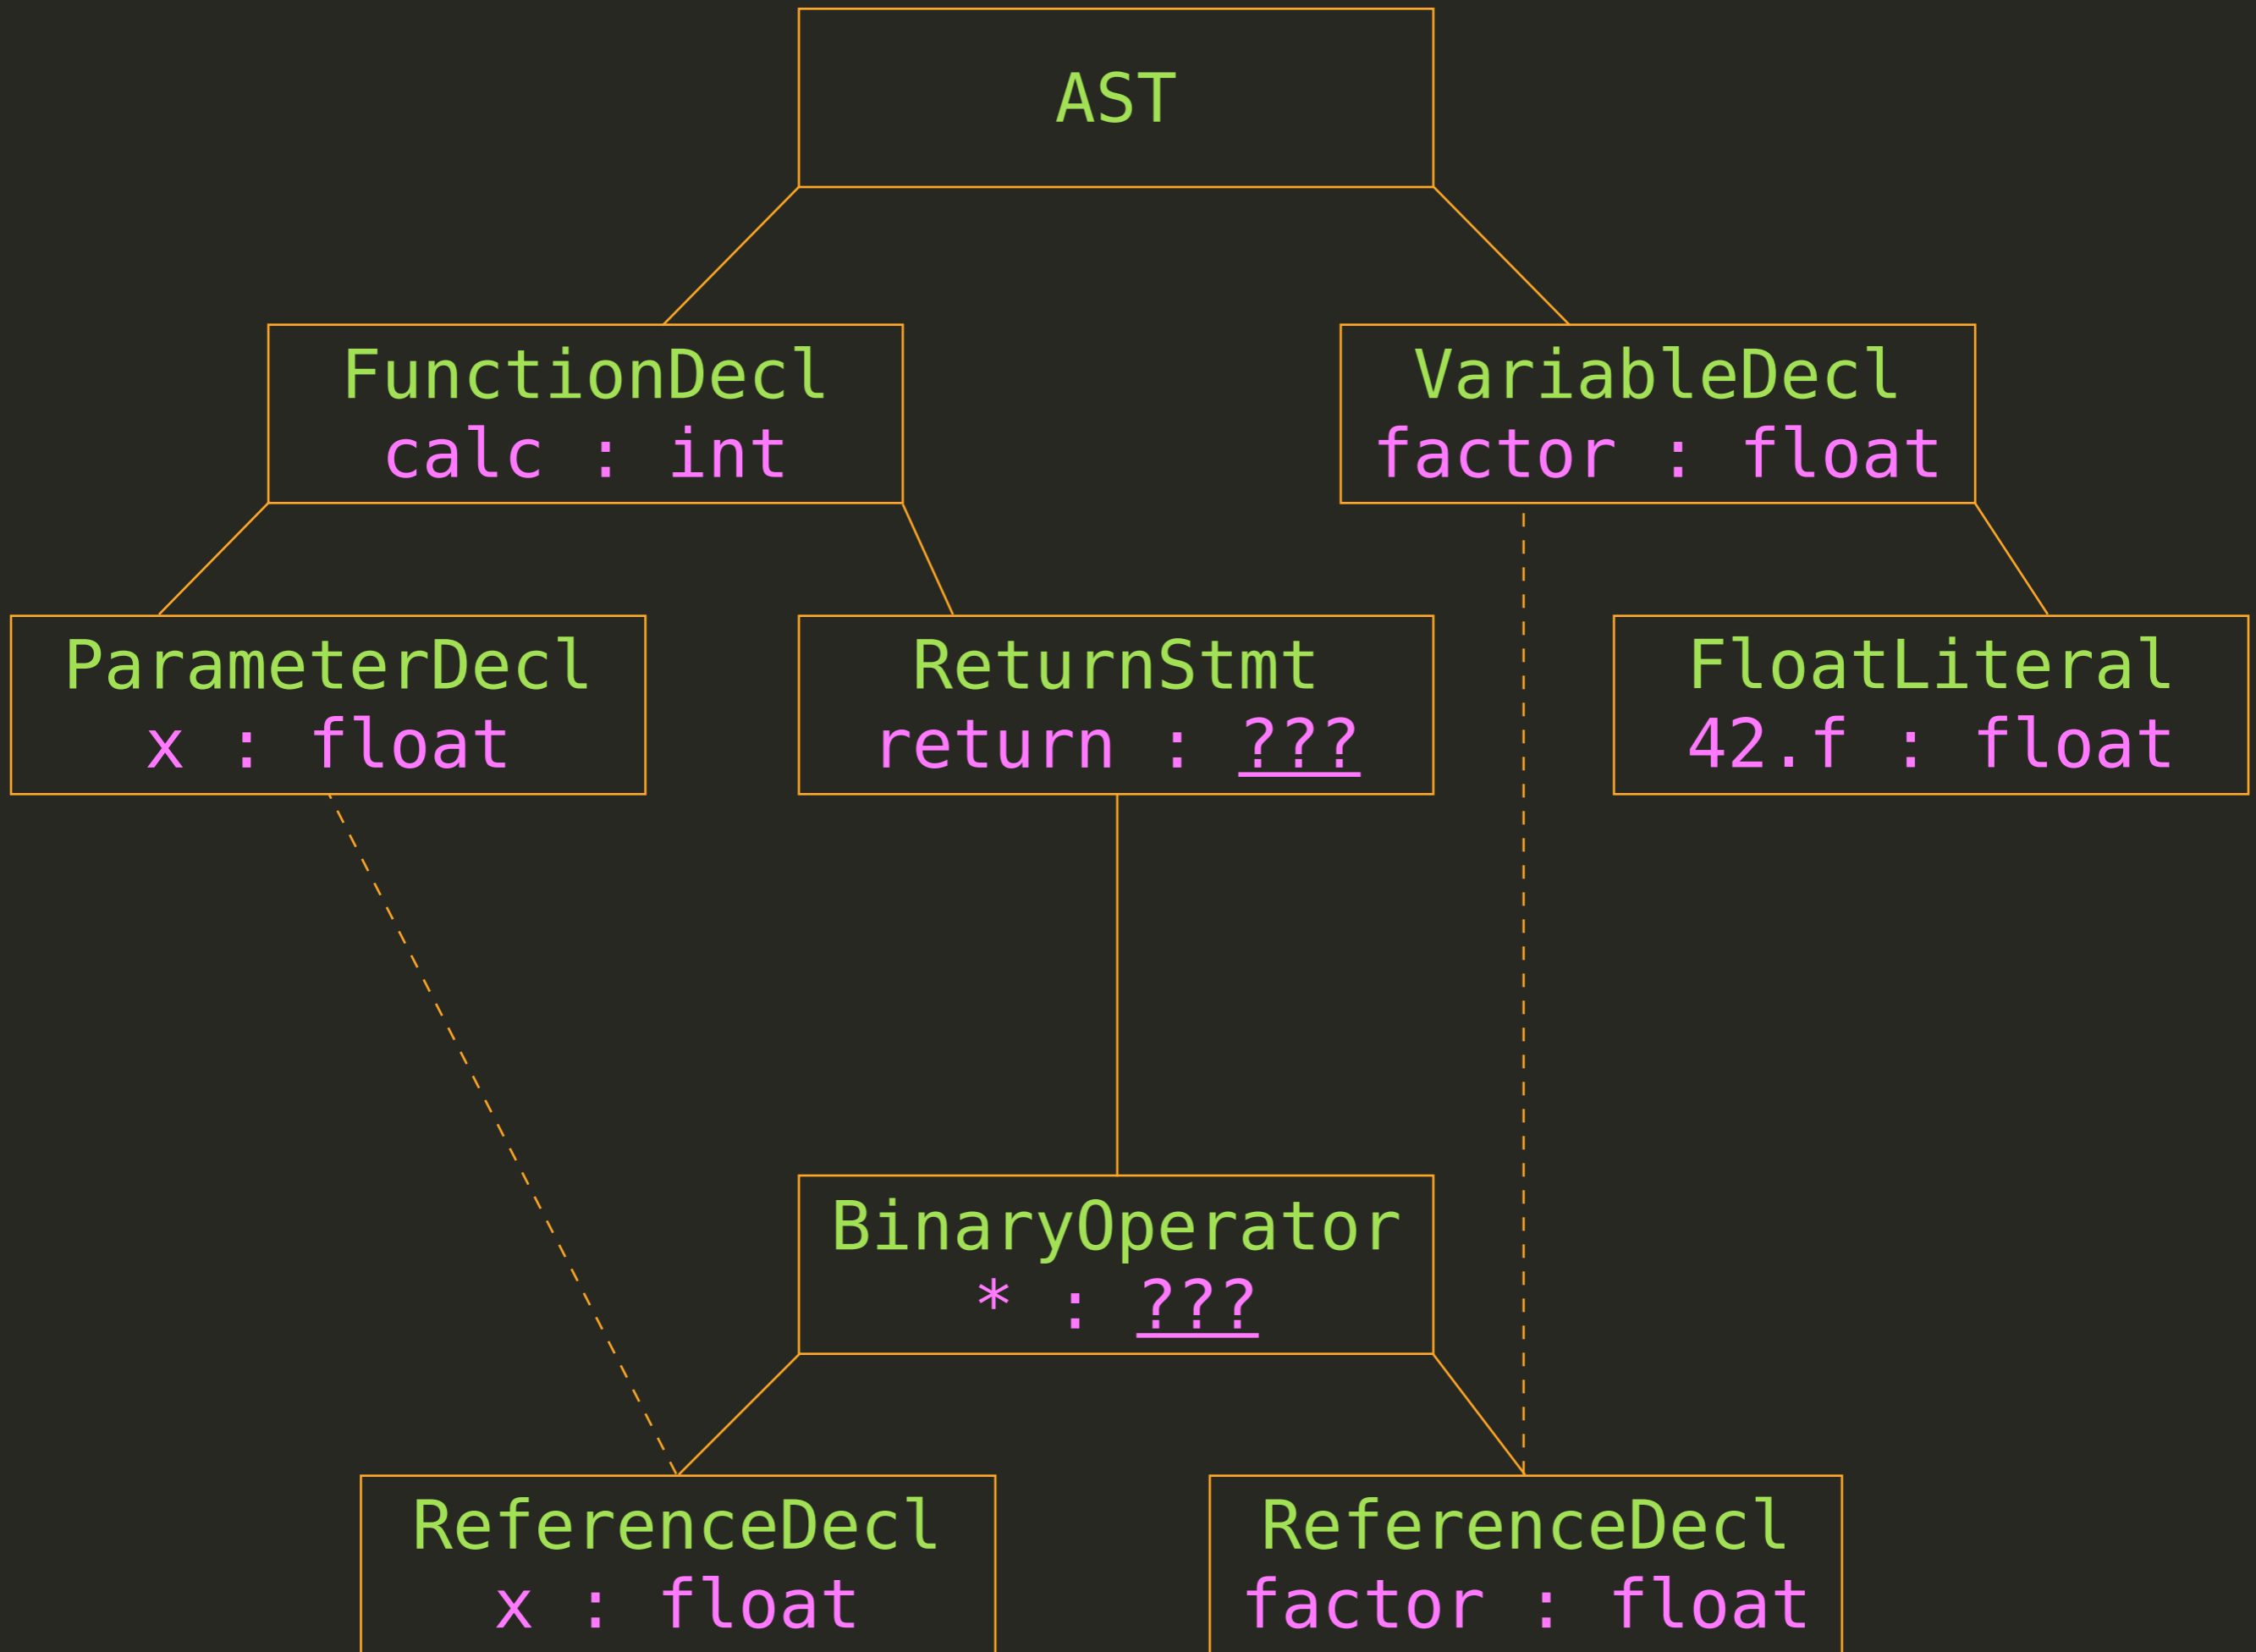 AST
FunctionDecl
calc : int
VariableDecl
factor : float
ParameterDecl
x : float
ReturnStmt
return : ???
FloatLiteral
42.f : float
BinaryOperator
* : ???
ReferenceDecl
x : float
ReferenceDecl
factor : float